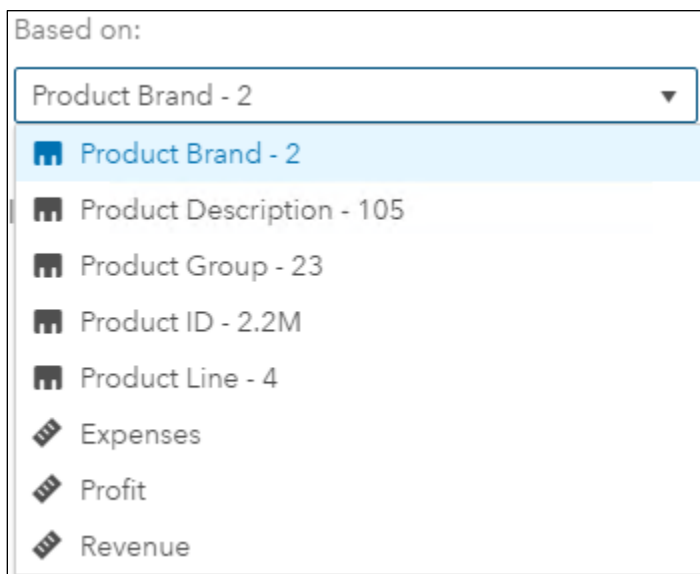 Based on:
Product Brand - 2
Product Brand - 2
Product Description - 105
Product Group - 23
Product ID - 2.2M
Product Line - 4
Expenses
Profit
Revenue